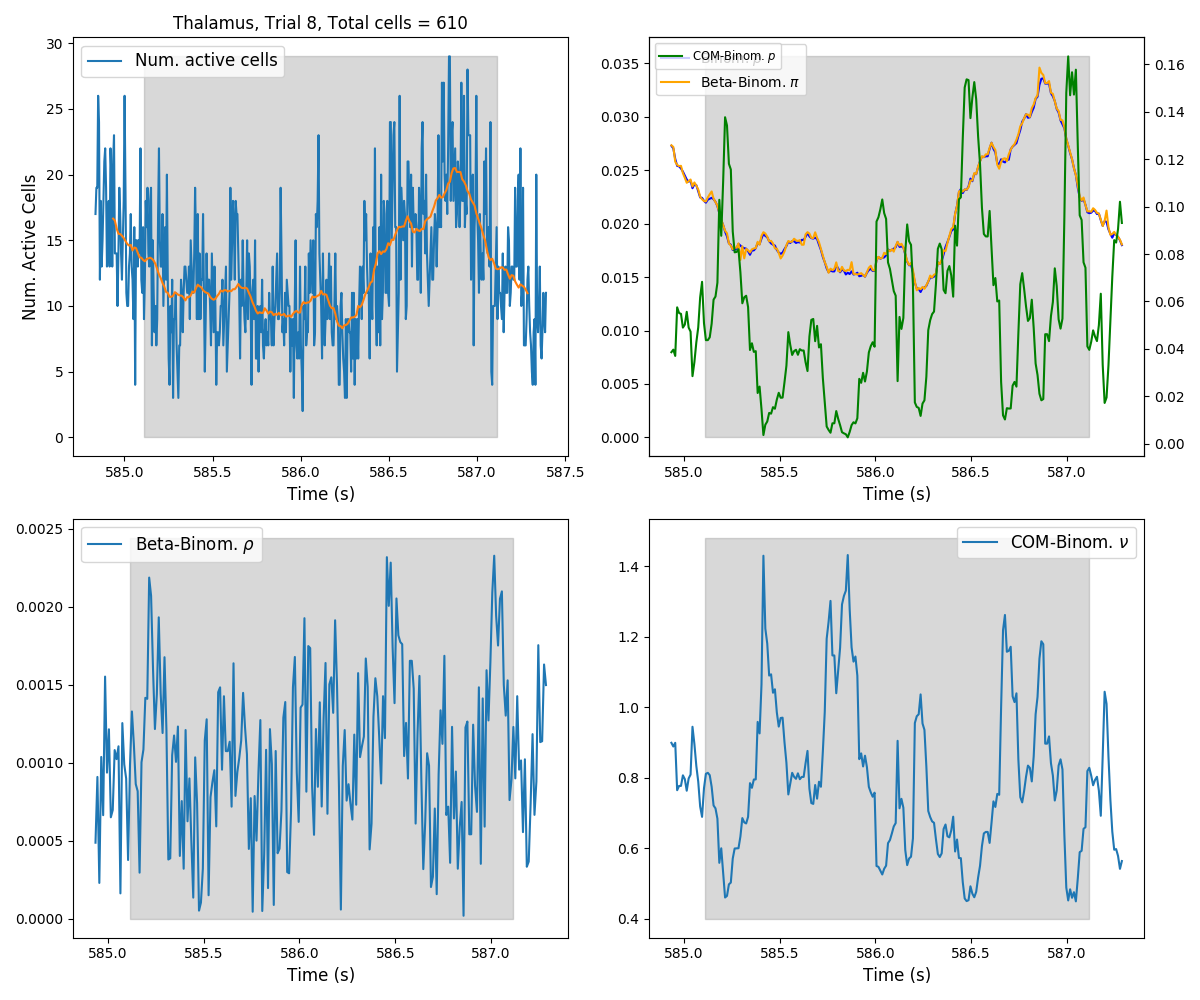 Thalamus, Trial 8, Total cells = 610
Num. active cells
Num. Active Cells
30
25
20
15
10
5
0
585.0 585.5 586.0 586.5 587.0 587.5
Time (s)
COM-Binom. p
Beta-Binom. π
0.035
0.030
0.025
0.020
0.015
0.010
0.005
0.000
0.16
0.14
0.12
0.10
0.08
0.06
0.04
0.02
0.00
585.0 585.5 586.0 586.5 587.0
Time (s)
Beta-Binom. ρ
0.0025
0.0020
0.0015
0.0010
0.0005
0.0000
585.0 585.5 586.0 586.5 587.0
Time (s)
COM-Binom. ν
1.4
1.2
1.0
0.8
0.6
0.4
585.0 585.5 586.0 586.5 587.0
Time (s)